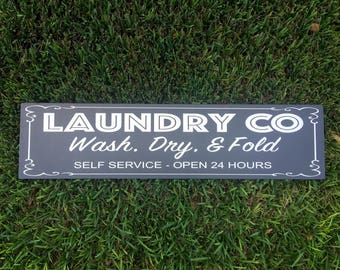 LAUNDRY CO
Wash, Dry, & Fold
SELF SERVICE - OPEN 24 HOURS